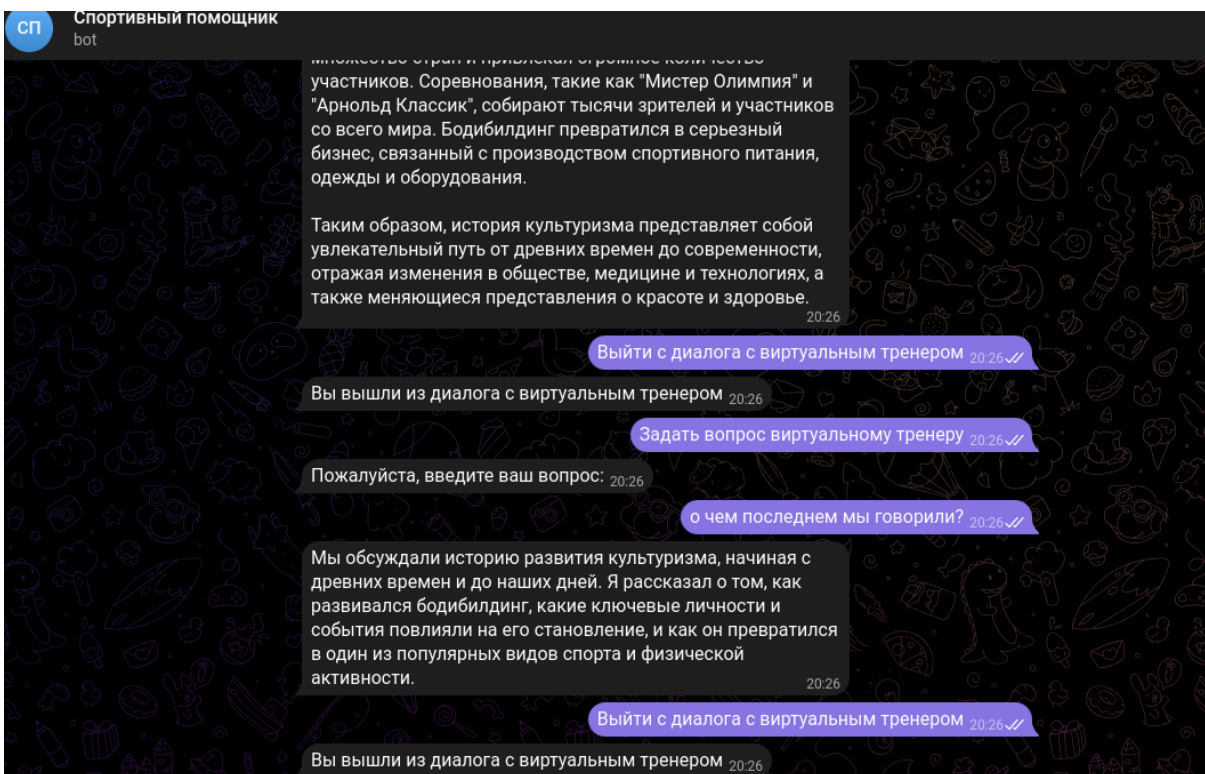 СП
Спортивный помощник
bot
множество стран и привлекая огромное количество
участников. Соревнования, такие как "Мистер Олимпия" и
"Арнольд Классик", собирают тысячи зрителей и участников
со всего мира. Бодибилдинг превратился в серьезный
бизнес, связанный с производством спортивного питания,
одежды и оборудования.
Таким образом, история культуризма представляет собой
увлекательный путь от древних времен до современности,
отражая изменения в обществе, медицине и технологиях, а
также меняющиеся представления о красоте и здоровье.
20:26
Выйти с диалога с виртуальным тренером 20:26
Вы вышли из диалога с виртуальным тренером 20:26
Задать вопрос виртуальному тренеру 20:26
Пожалуйста, введите ваш вопрос: 20:26
о чем последнем мы говорили? 20:26
Мы обсуждали историю развития культуризма, начиная с
древних времен и до наших дней. Я рассказал о том, как
развивался бодибилдинг, какие ключевые личности и
события повлияли на его становление, и как он превратился
в один из популярных видов спорта и физической
активности.
20:26
Выйти с диалога с виртуальным тренером 20:26
Вы вышли из диалога с виртуальным тренером 20:26